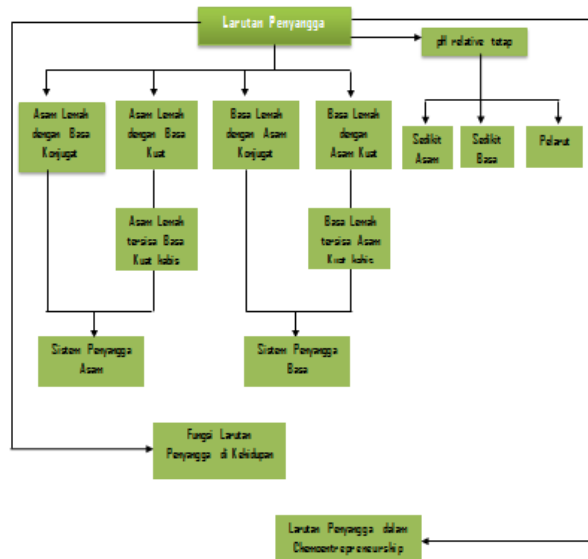 Larutan Penyangga
pH relative tetap
Asam Lemah
dengan Basa
Konjugat
Asam Lemah
dengan Basa
Kuat
Basa Lemah
dengan Asam
Konjugat
Basa Lemah
dengan
Asam Kuat
Sedikit
Asam
Sedikit
Basa
Pelarut
Asam Lemah
tersisa Basa
Kuat habis
Basa Lemah
tersisa Asam
Kuat habis
Sistem Penyangga
Asam
Sistem Penyangga
Basa
Fungsi Larutan
Penyangga di Kehidupan
Larutan Penyangga dalam
Chemoentrepreneurship